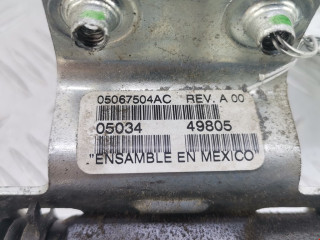 05067504AC REV. A 00
05034 49805
"ENSAMBLE EN MEXICO"